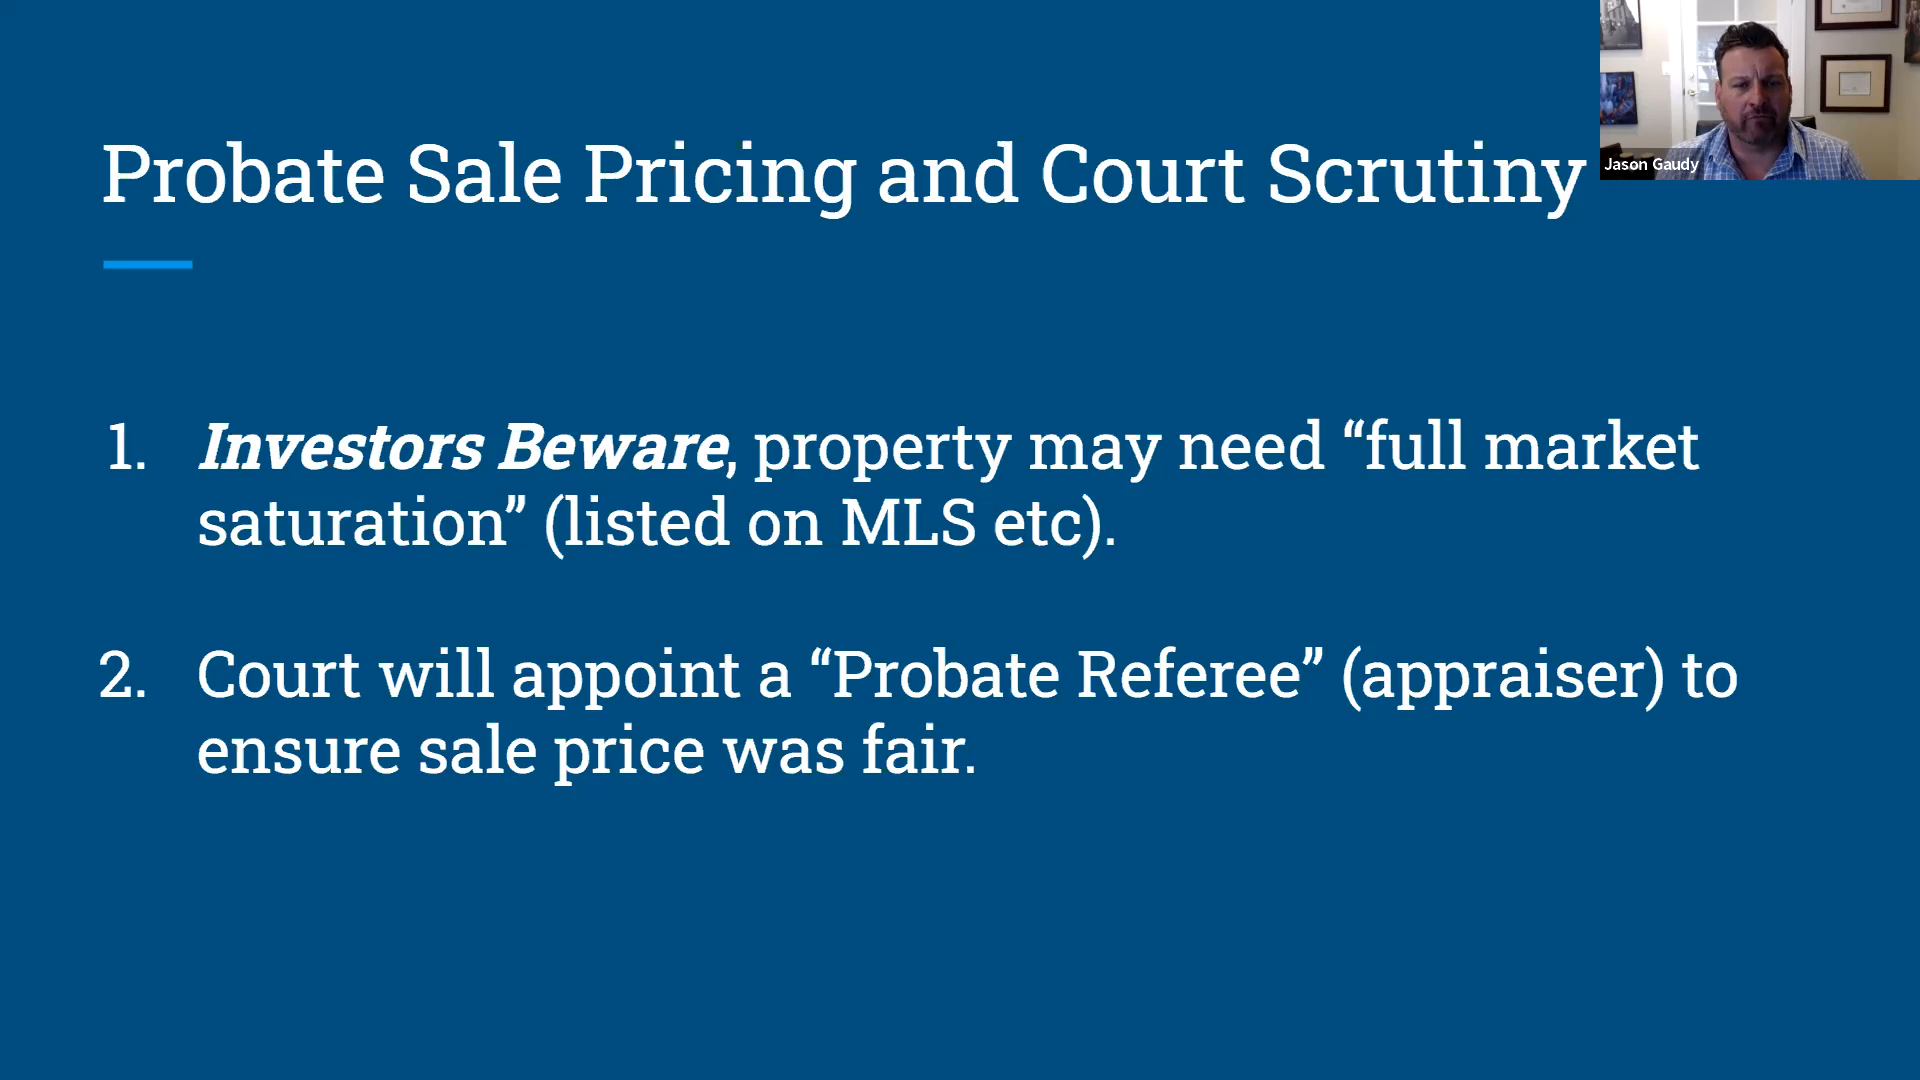 Probate Sale Pricing and Court Scrutiny
Jason Gaudy
1. Investors Beware, property may need “full market
saturation” (listed on MLS etc).
2. Court will appoint a “Probate Referee” (appraiser) to
ensure sale price was fair.